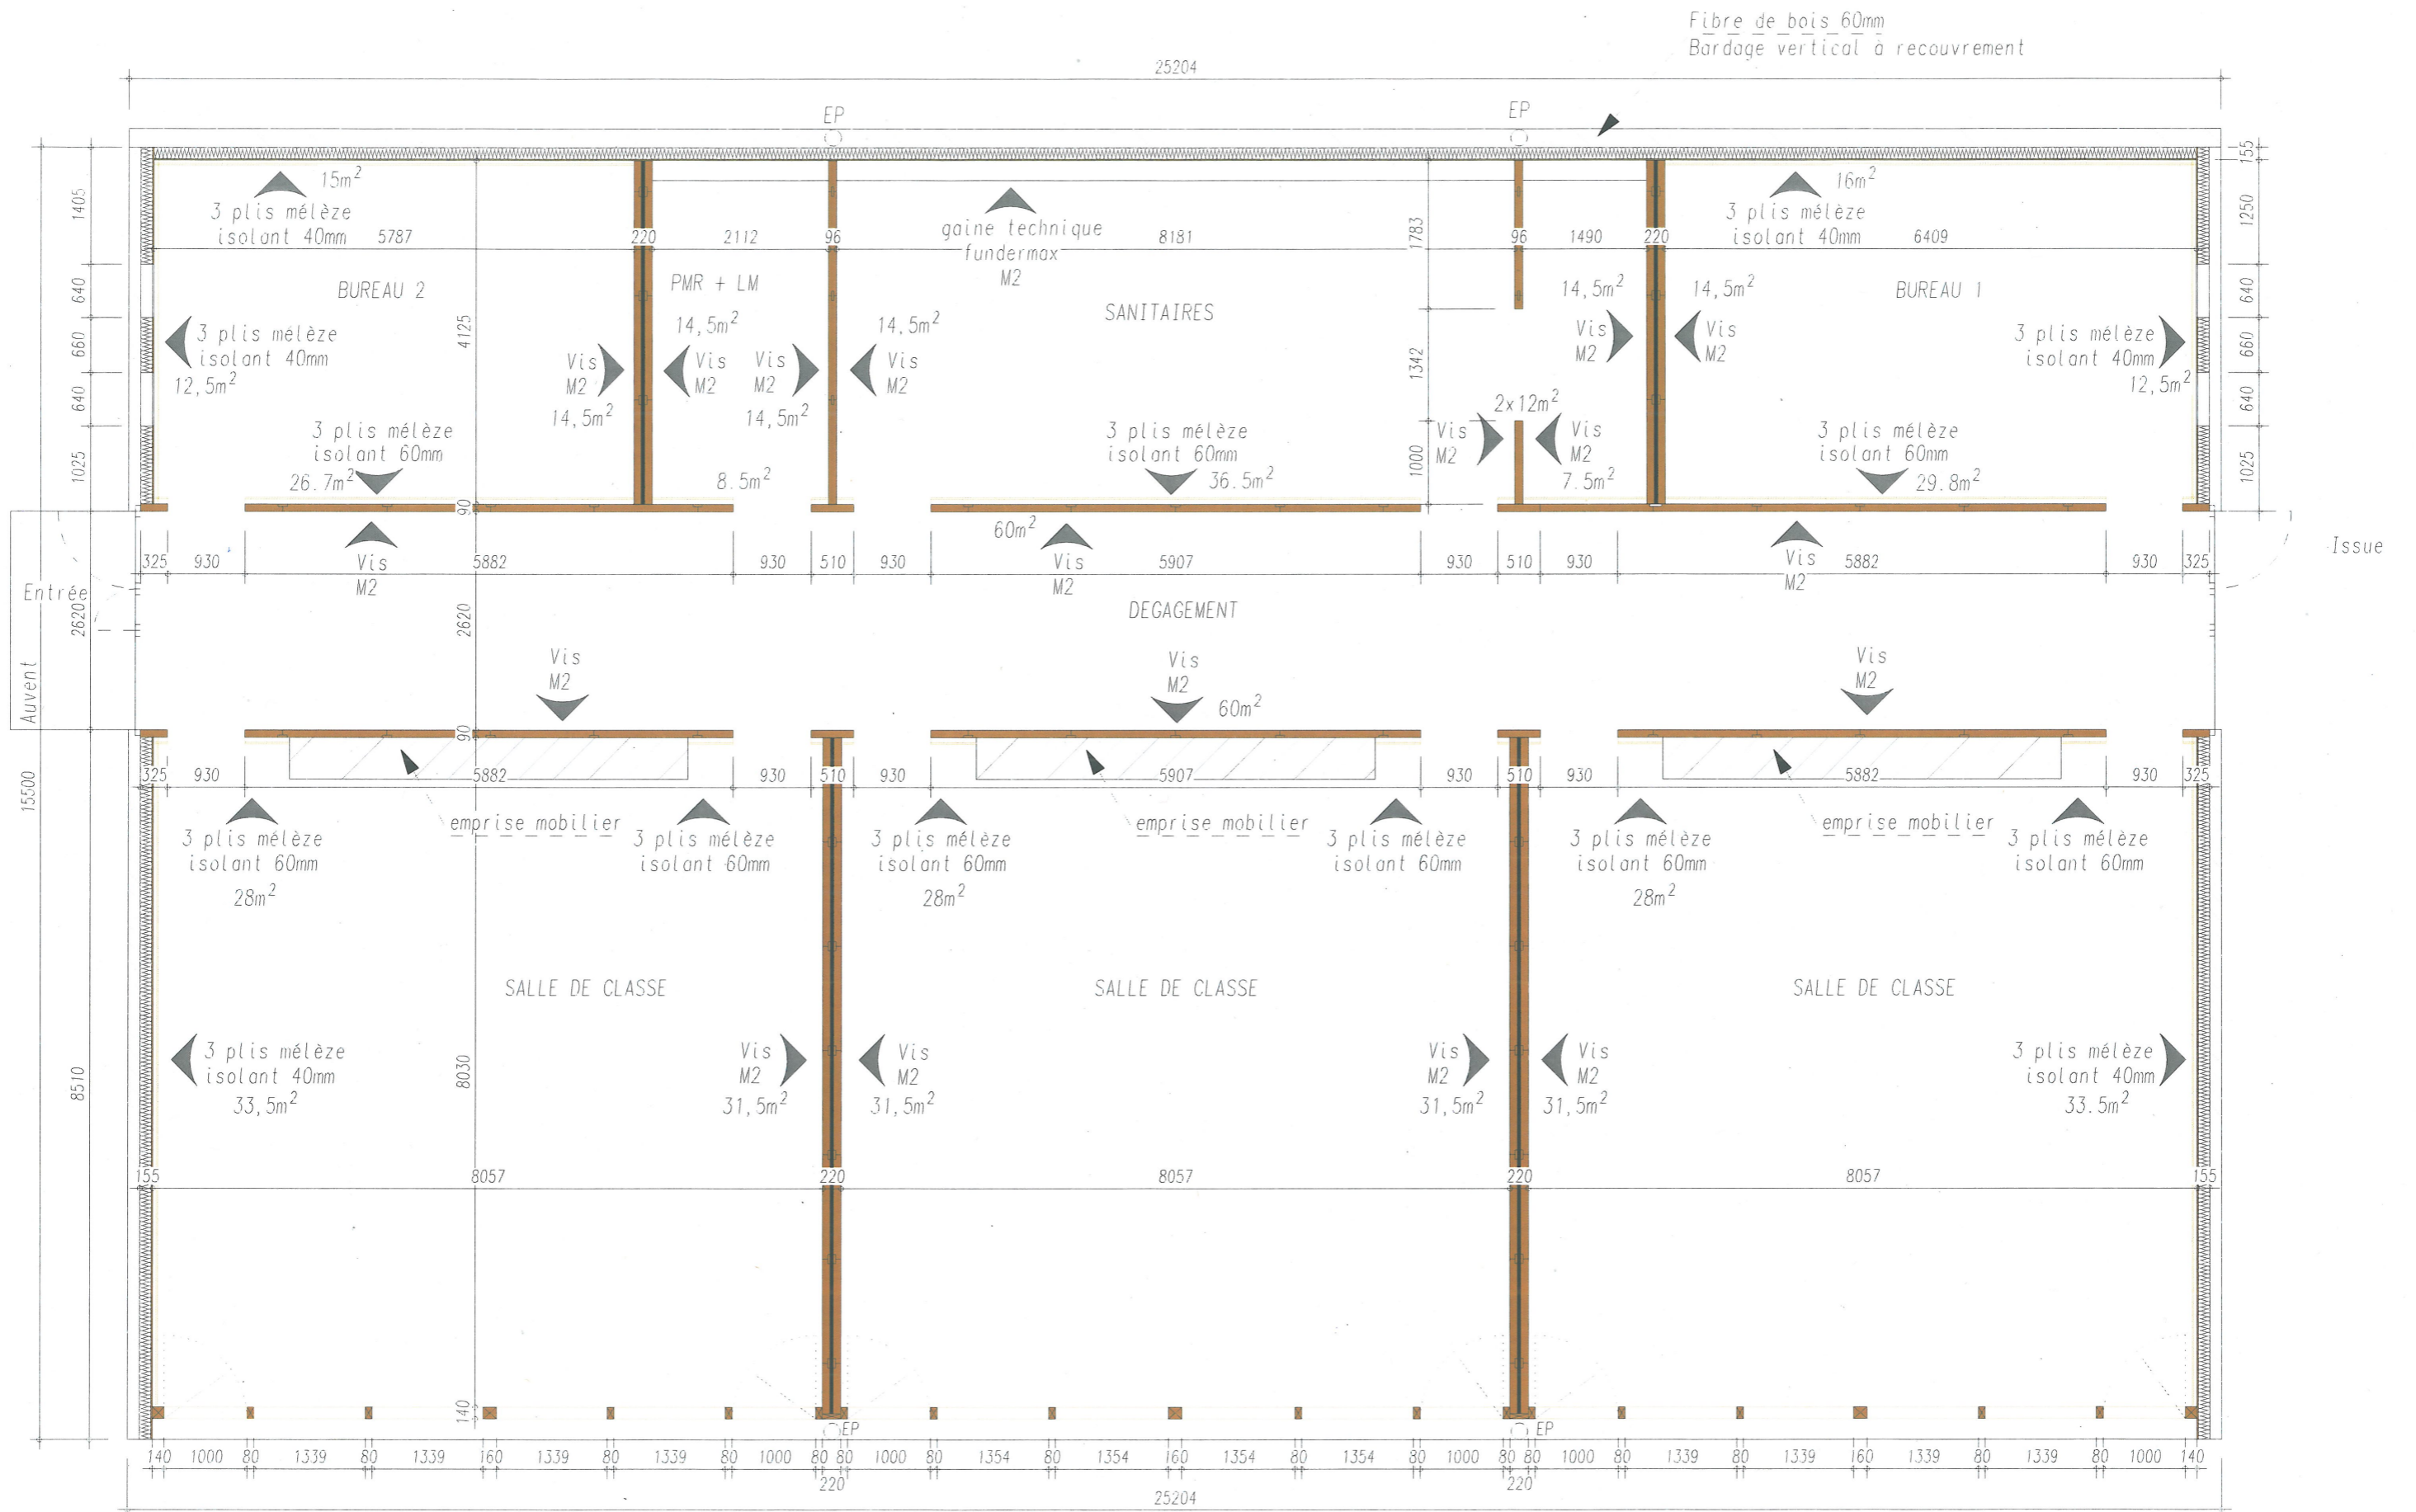 Fibre de bois 60mm
Bardage vertical à recouvrement
25204
EP
EP
155
15m²
16m²
3 plis mélèze
isolant 40mm
gaine technique
fundermax
M2
3 plis mélèze
isolant 40mm
1405
5787
220
2112
96
8181
1783
96
1490
220
6409
1250
BUREAU 2
PMR + LM
SANITAIRES
14,5m²
14,5m²
BUREAU 1
640
640
14,5m²
14,5m²
3 plis mélèze
isolant 40mm
12,5m²
4125
Vis
M2
14,5m²
Vis
M2
Vis
M2
14,5m²
Vis
M2
Vis
M2
Vis
M2
3 plis mélèze
isolant 40mm
12,5m²
660
660
1342
640
640
2x12m²
3 plis mélèze
isolant 60mm
26.7m²
8.5m²
3 plis mélèze
isolant 60mm
36.5m²
Vis
M2
Vis
M2
7.5m²
3 plis mélèze
isolant 60mm
29.8m²
1025
1000
1025
90
60m²
Issue
325
930
Vis
M2
5882
930
510
930
Vis
M2
5907
930
510
930
Vis
M2
5882
930
325
Entrée
2620
2620
DEGAGEMENT
Auvent
Vis
M2
Vis
M2
60m²
Vis
M2
90
325
930
5882
930
510
930
5907
930
510
930
5882
930
325
15500
8510
3 plis mélèze
isolant 60mm
28m²
emprise mobilier
3 plis mélèze
isolant 60mm
3 plis mélèze
isolant 60mm
28m²
emprise mobilier
3 plis mélèze
isolant 60mm
3 plis mélèze
isolant 60mm
28m²
emprise mobilier
3 plis mélèze
isolant 60mm
SALLE DE CLASSE
SALLE DE CLASSE
SALLE DE CLASSE
3 plis mélèze
isolant 40mm
33,5m²
8030
Vis
M2
31,5m²
Vis
M2
31,5m²
Vis
M2
31,5m²
Vis
M2
31,5m²
3 plis mélèze
isolant 40mm
33.5m²
155
8057
220
8057
220
8057
155
140
EP
EP
140
1000
80
1339
80
1339
160
1339
80
1339
80
1000
80
80
1000
80
1354
80
1354
160
1354
80
1354
80
1000
80
80
1000
80
1339
80
1339
160
1339
80
1339
80
1000
140
220
220
25204